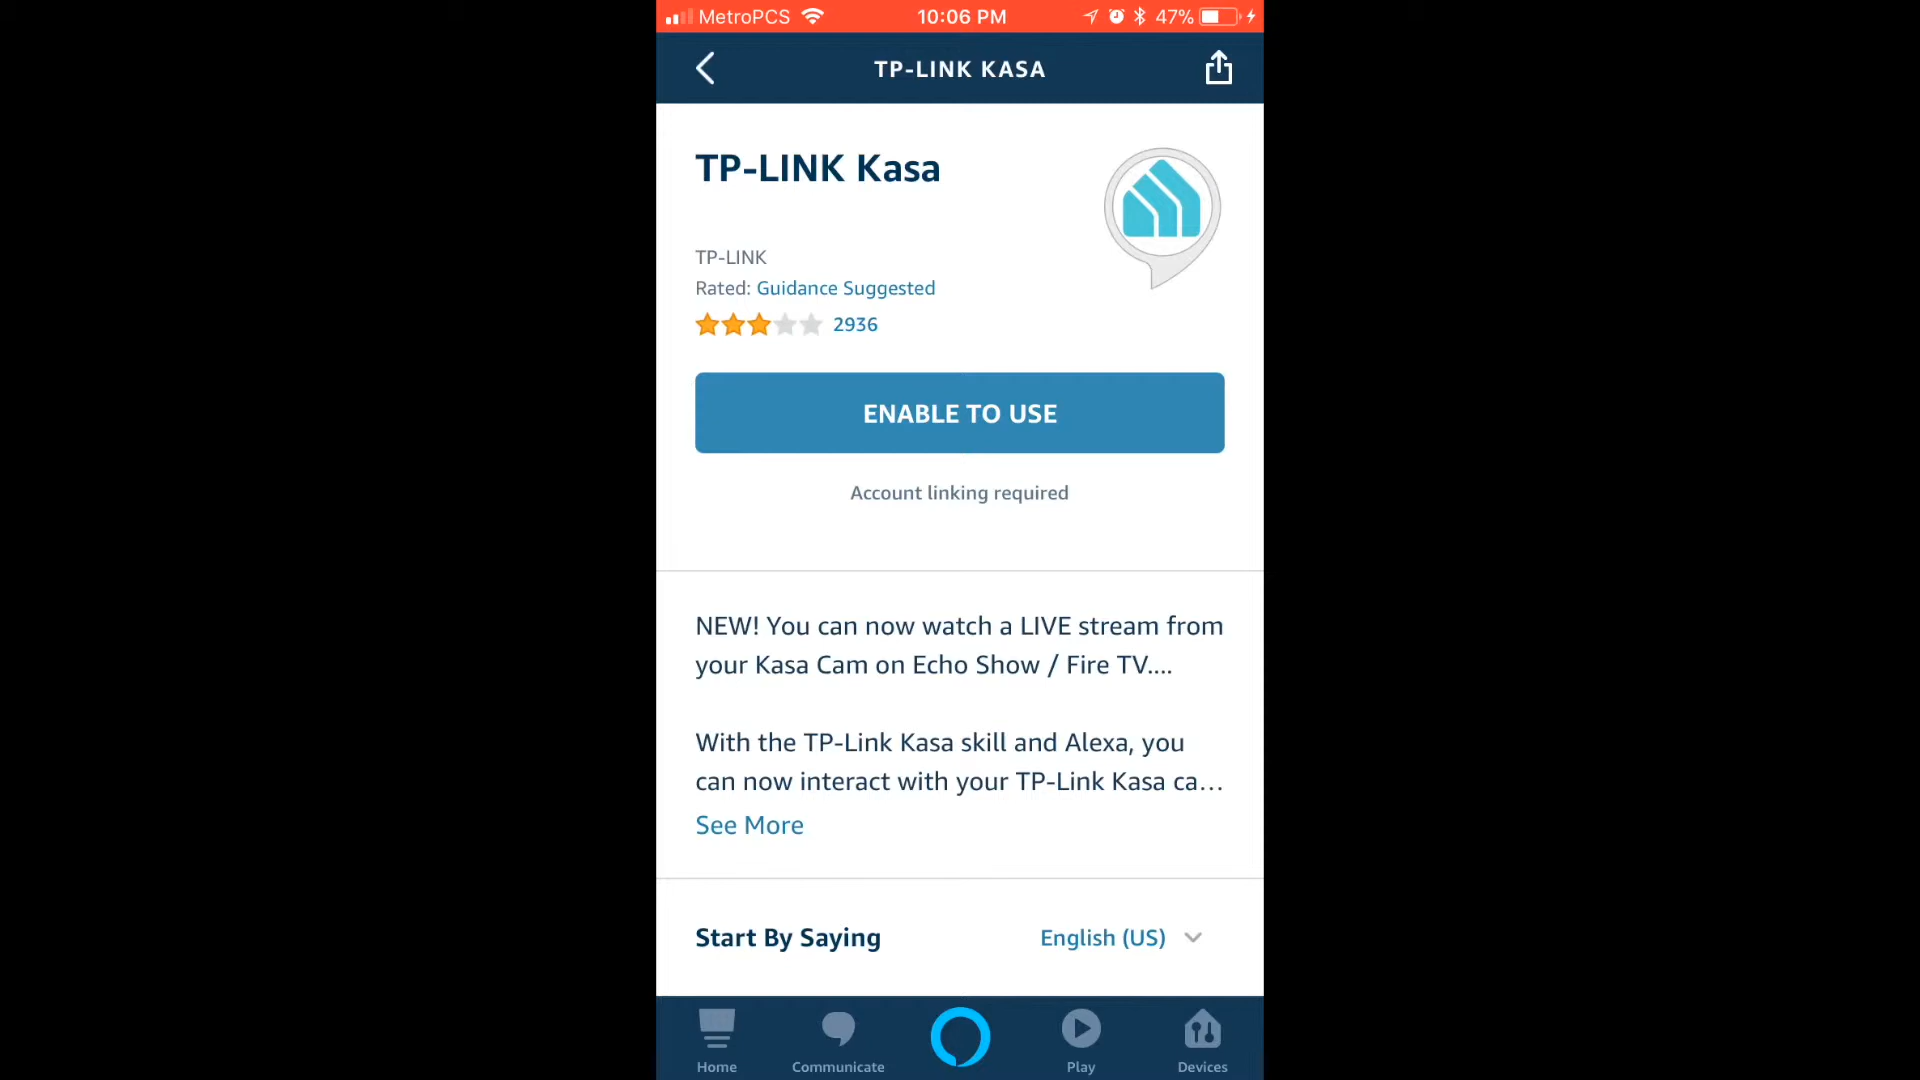 MetroPCS 10:06 PM 47%
TP-LINK KASA
TP-LINK Kasa
TP-LINK
Rated: Guidance Suggested
2936
ENABLE TO USE
Account linking required
NEW! You can now watch a LIVE stream from
your Kasa Cam on Echo Show / Fire TV....
With the TP-Link Kasa skill and Alexa, you
can now interact with your TP-Link Kasa ca...
See More
Start By Saying English (US)
Home Communicate Play Devices